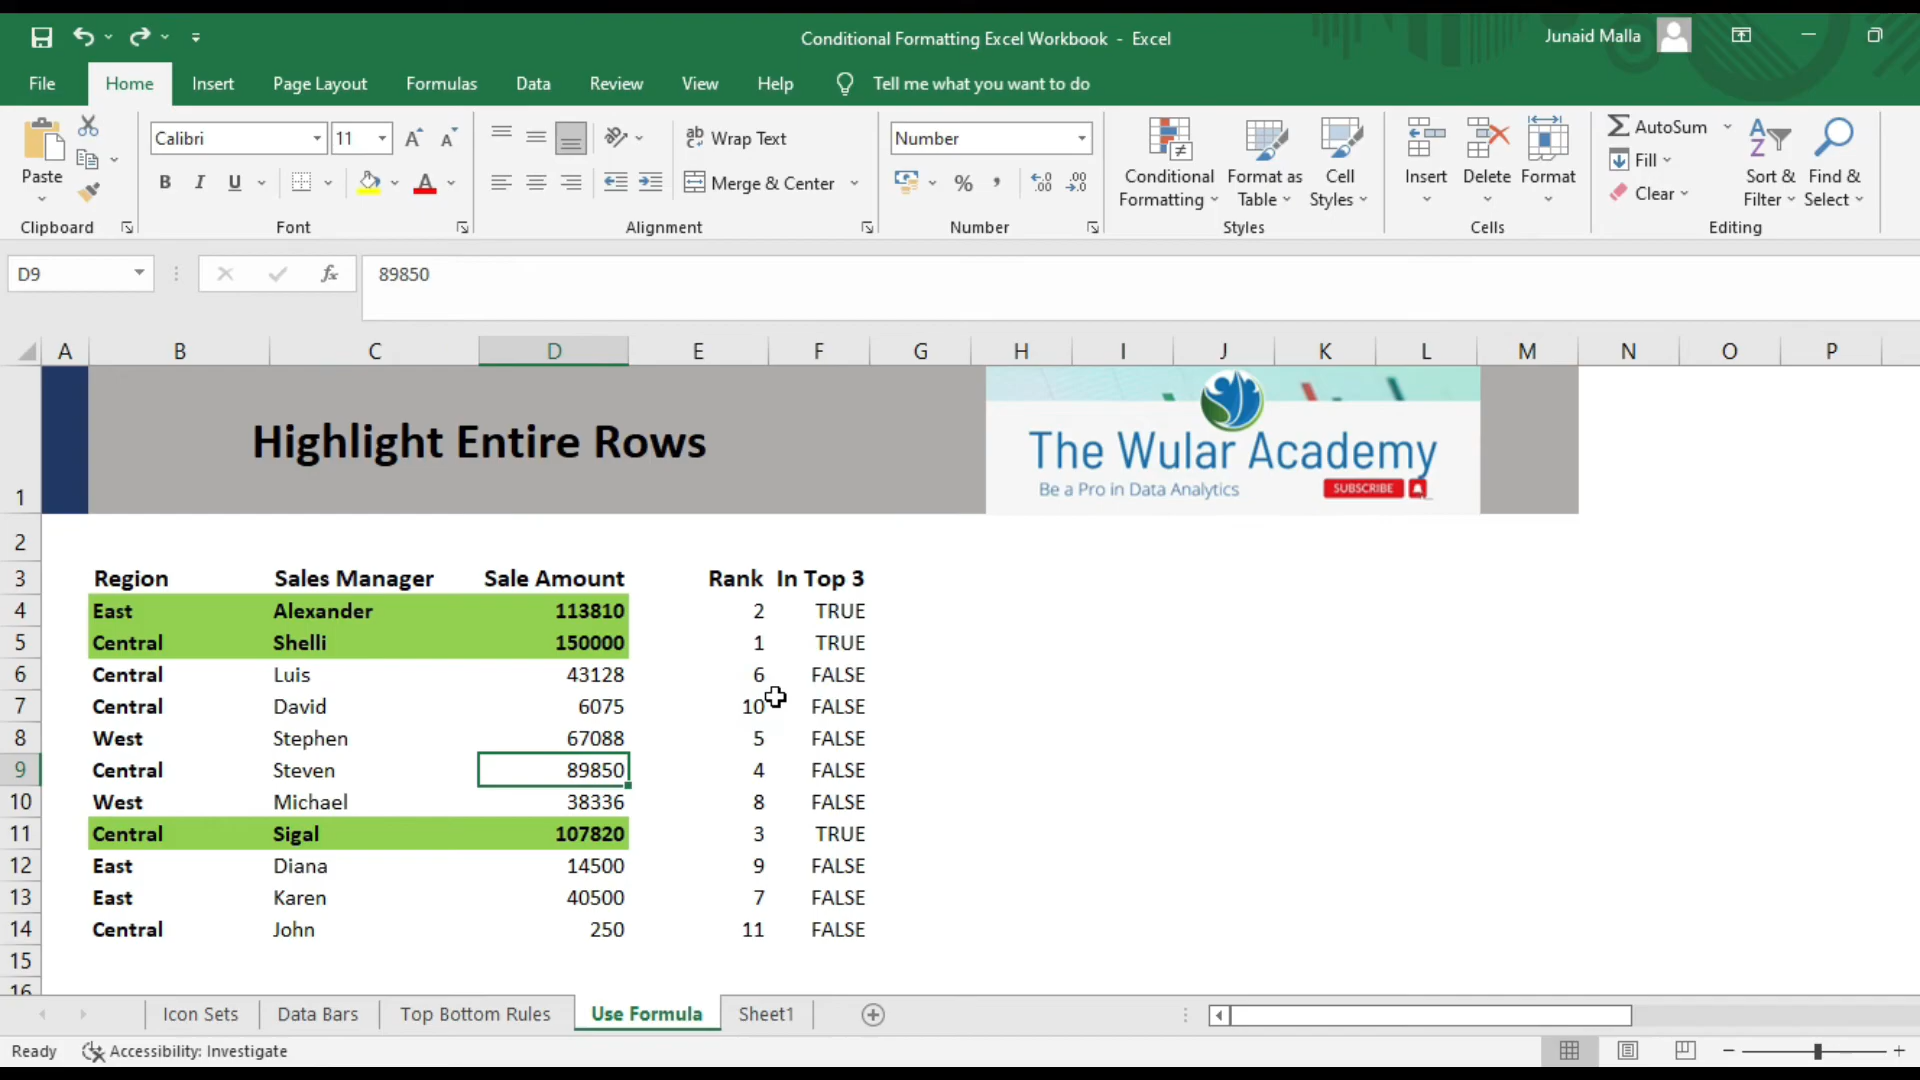 Conditional Formatting Excel Workbook - Excel
Junaid Malla
File Home Insert Page Layout Formulas Data Review View Help Tell me what you want to do
Paste
Clipboard
Calibri 11
B I U A
Font
ab Wrap Text
Merge & Center
Alignment
Number
% , .00 .00
Number
Conditional Formatting
Format as Table
Cell Styles
Styles
Insert Delete Format
Cells
AutoSum
Fill
Clear
Sort & Filter
Find & Select
Editing
D9 fx 89850
A B C D E F G H I J K L M N O P
1 Highlight Entire Rows
The Wular Academy
Be a Pro in Data Analytics SUBSCRIBE
2
3 Region Sales Manager Sale Amount Rank In Top 3
4 East Alexander 113810 2 TRUE
5 Central Shelli 150000 1 TRUE
6 Central Luis 43128 6 FALSE
7 Central David 6075 10 FALSE
8 West Stephen 67088 5 FALSE
9 Central Steven 89850 4 FALSE
10 West Michael 38336 8 FALSE
11 Central Sigal 107820 3 TRUE
12 East Diana 14500 9 FALSE
13 East Karen 40500 7 FALSE
14 Central John 250 11 FALSE
15
16
Icon Sets Data Bars Top Bottom Rules Use Formula Sheet1
Ready Accessibility: Investigate